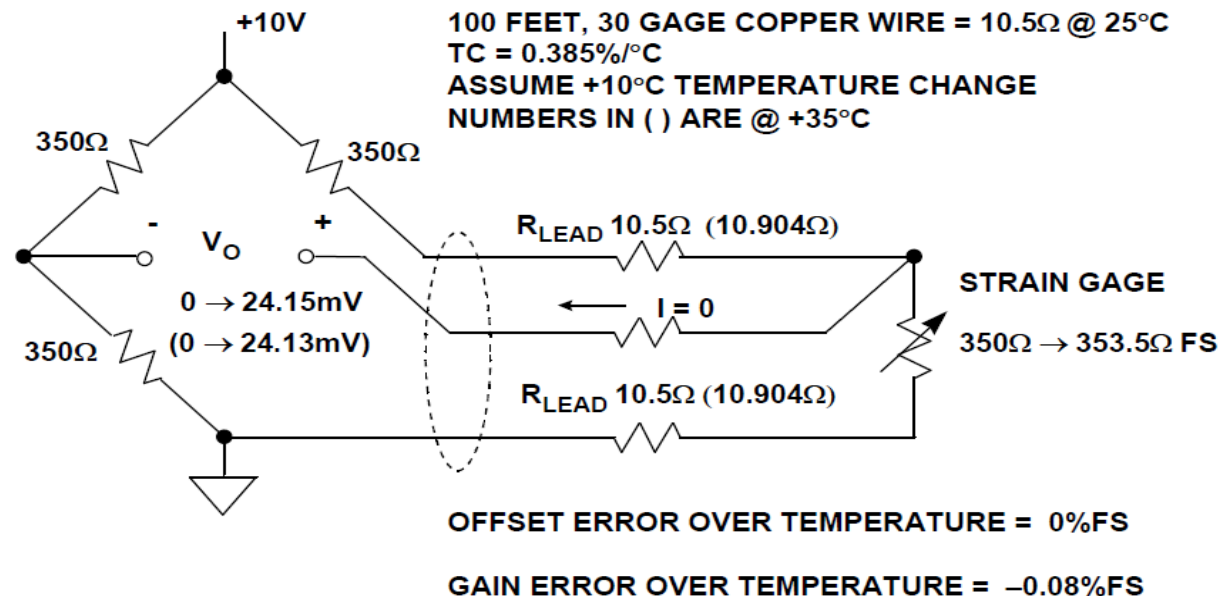 +10V
100 FEET, 30 GAGE COPPER WIRE = 10.5Ω @ 25°C
TC = 0.385%/°C
ASSUME +10°C TEMPERATURE CHANGE
NUMBERS IN ( ) ARE @ +35°C
350Ω
350Ω
- V_O +
R_LEAD 10.5Ω (10.904Ω)
0 → 24.15mV
(0 → 24.13mV)
← I = 0
STRAIN GAGE
350Ω → 353.5Ω FS
350Ω
R_LEAD 10.5Ω (10.904Ω)
OFFSET ERROR OVER TEMPERATURE = 0%FS
GAIN ERROR OVER TEMPERATURE = –0.08%FS